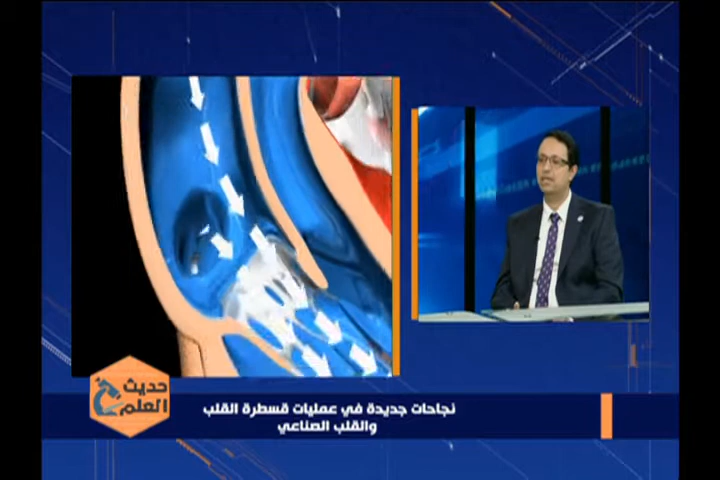 حديث
العلم
نجاحات جديدة في عمليات قسطرة القلب
والقلب الصناعي